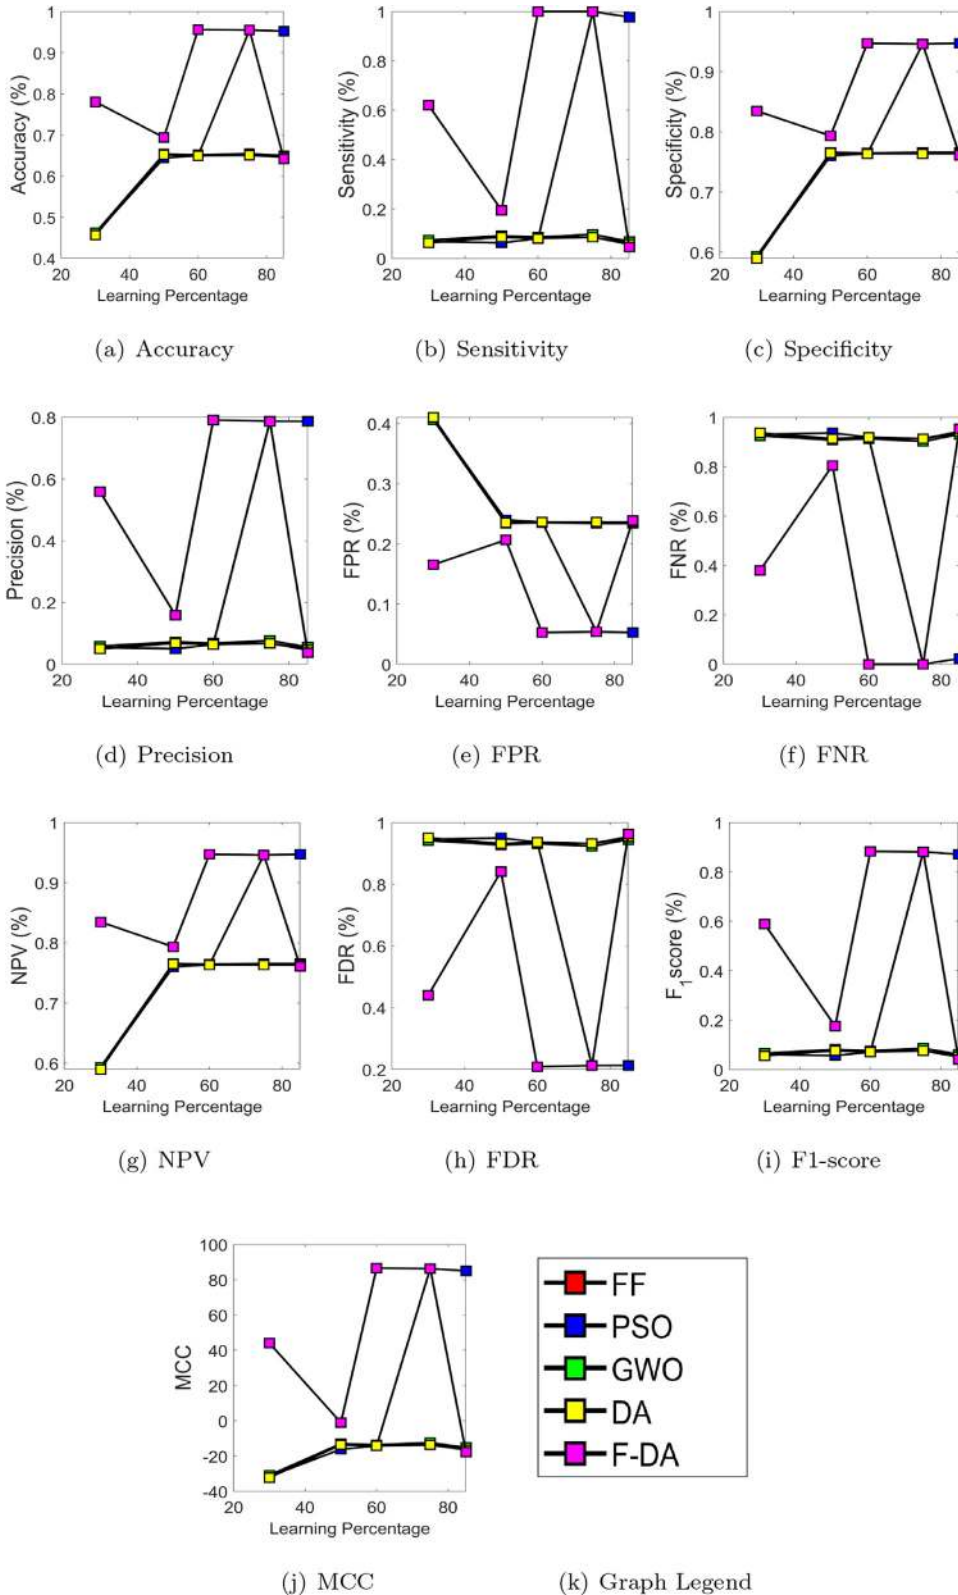 1
0.9
0.8
0.7
0.6
0.5
0.4
Accuracy (%)
20 40 60 80
Learning Percentage
(a) Accuracy
1
0.8
0.6
0.4
0.2
0
Sensitivity (%)
20 40 60 80
Learning Percentage
(b) Sensitivity
1
0.9
0.8
0.7
0.6
Specificity (%)
20 40 60 80
Learning Percentage
(c) Specificity
0.8
0.6
0.4
0.2
0
Precision (%)
20 40 60 80
Learning Percentage
(d) Precision
0.4
0.3
0.2
0.1
0
FPR (%)
20 40 60 80
Learning Percentage
(e) FPR
1
0.8
0.6
0.4
0.2
0
FNR (%)
20 40 60 80
Learning Percentage
(f) FNR
1
0.9
0.8
0.7
0.6
NPV (%)
20 40 60 80
Learning Percentage
(g) NPV
1
0.8
0.6
0.4
0.2
FDR (%)
20 40 60 80
Learning Percentage
(h) FDR
1
0.8
0.6
0.4
0.2
0
F1score (%)
20 40 60 80
Learning Percentage
(i) F1-score
100
80
60
40
20
0
-20
-40
MCC
20 40 60 80
Learning Percentage
(j) MCC
FF
PSO
GWO
DA
F-DA
(k) Graph Legend